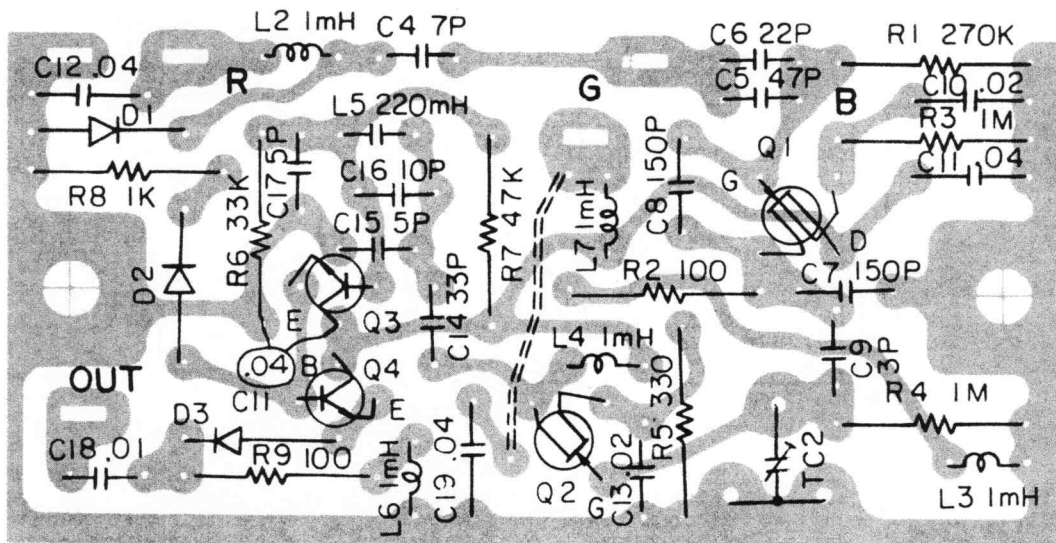 L2 1mH
C4 7P
C6 22P
R1 270K
C12 .04
R
G
C5 47P
B
C10 .02
D1
L5 220mH
R3 1M
R8 1K
C17 5P
C16 10P
C8 150P
Q1
C11 .04
G
R6 33K
C15 5P
R7 47K
L7 1mH
D
D2
R2 100
C7 150P
E
Q3
C14 33P
L4 1mH
C9 3P
OUT
.04
B
Q4
C11
E
R5 330
R4 1M
D3
C18 .01
R9 100
L6 1mH
C19 .04
Q2
G
C13 .02
TC2
L3 1mH